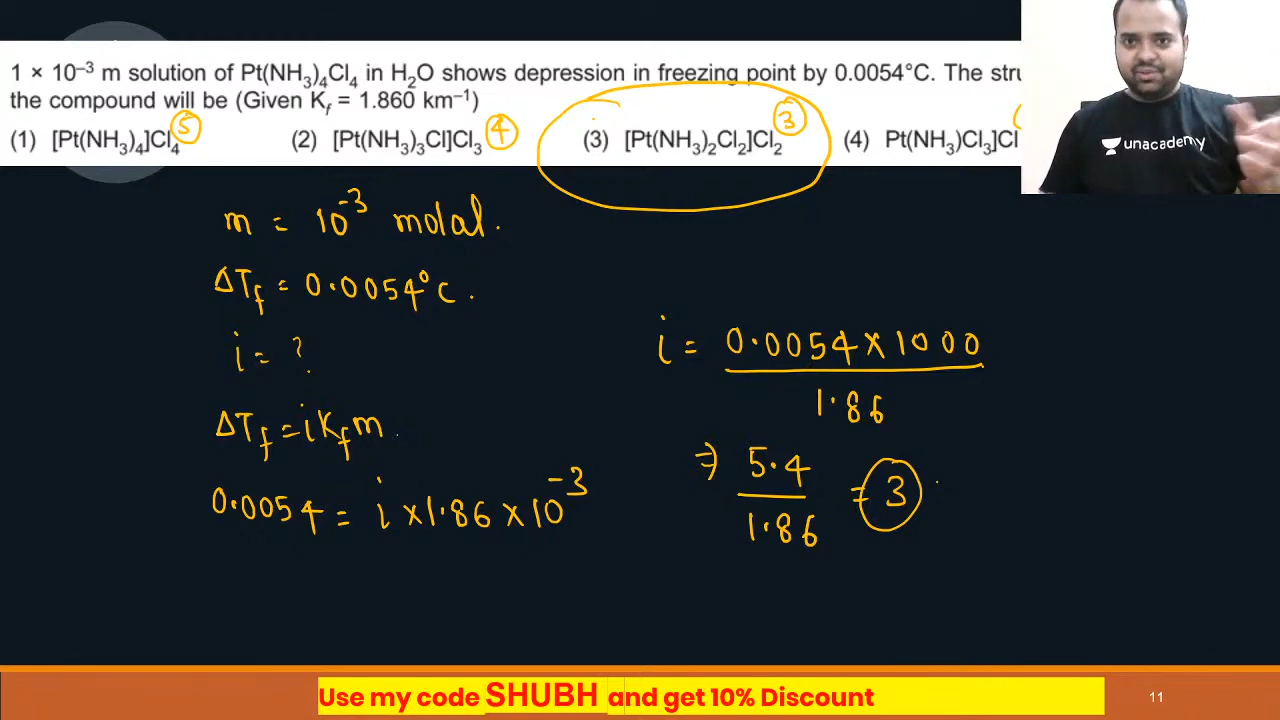 1 × 10⁻³ m solution of Pt(NH₃)₄Cl₄ in H₂O shows depression in freezing point by 0.0054°C. The
the compound will be (Given K_f = 1.860 km⁻¹)
(1) [Pt(NH₃)₄]Cl₄ 5 (2) [Pt(NH₃)₃Cl]Cl₃ 4 (3) [Pt(NH₃)₂Cl₂]Cl₂ 3 (4) Pt(NH₃)Cl₃]Cl
unacademy
m = 10⁻³ molal.
ΔT_f = 0.0054°C.
i = ?
ΔT_f = i K_f m
0.0054 = i × 1.86 × 10⁻³
i = 0.0054 × 1000
1.86
⇒ 5.4
1.86
= 3
Use my code SHUBH and get 10% Discount
11